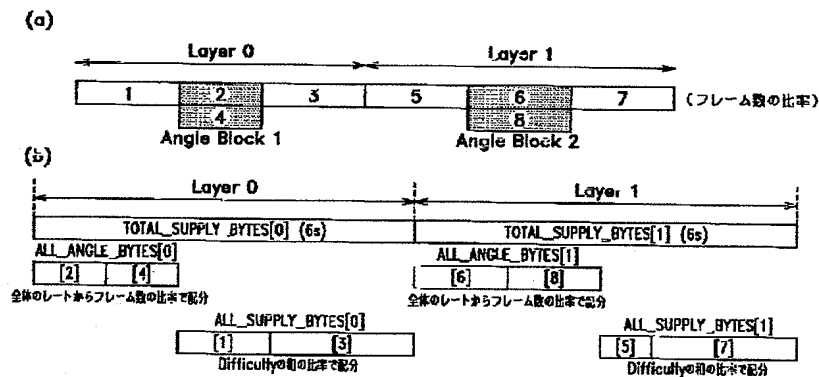 (a)
Layer 0 Layer 1
1 2 3 5 6 7 (フレーム数の比率)
4 8
Angle Block 1 Angle Block 2
(b)
Layer 0 Layer 1
TOTAL_SUPPLY_BYTES[0] (6s) TOTAL_SUPPLY_BYTES[1] (6s)
ALL_ANGLE_BYTES[0] ALL_ANGLE_BYTES[1]
[2] [4] [6] [8]
全体のレートからフレーム数の比率で配分 全体のレートからフレーム数の比率で配分
ALL_SUPPLY_BYTES[0] ALL_SUPPLY_BYTES[1]
[1] [3] [5] [7]
Difficultyの和の比率で配分 Difficultyの和の比率で配分